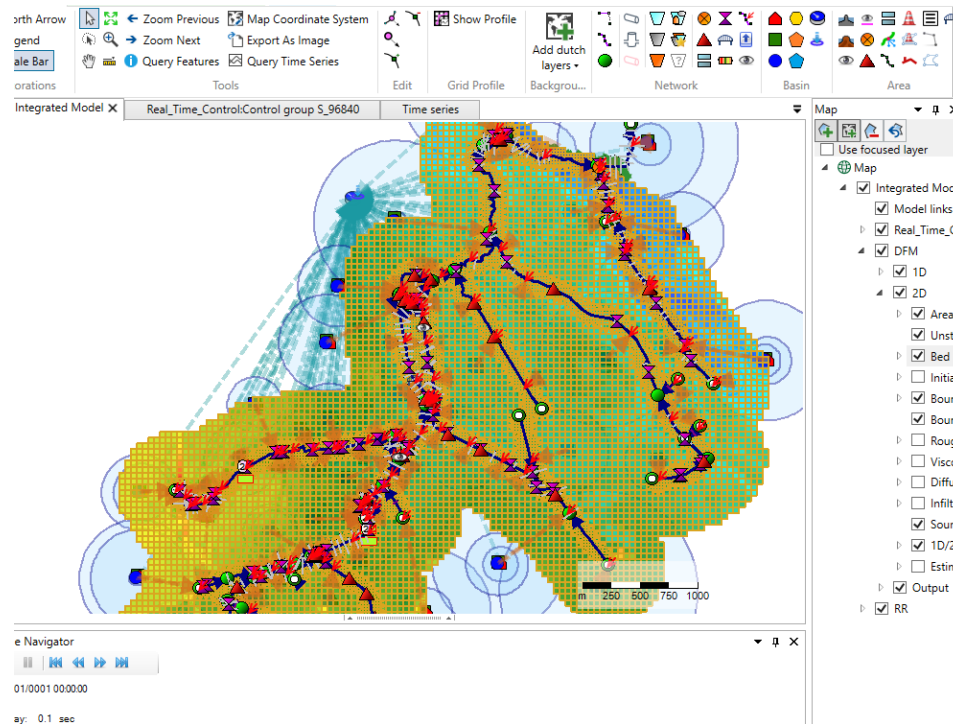 orth Arrow
gend
ale Bar
orations
Zoom Previous
Map Coordinate System
Zoom Next
Export As Image
Query Features
Query Time Series
Tools
Edit
Show Profile
Grid Profile
Add dutch
layers
Backgrou...
Network
Basin
Area
Integrated Model
Real_Time_Control:Control group S_96840
Time series
Map
Use focused layer
Map
Integrated Mod
Model links
Real_Time_C
DFM
1D
2D
Area
Unst
Bed
Initia
Boun
Boun
Roug
Visco
Diffu
Infilt
Sour
1D/2
Estin
Output
RR
2
2
m 250 500 750 1000
e Navigator
01/0001 00:00:00
ay: 0.1 sec